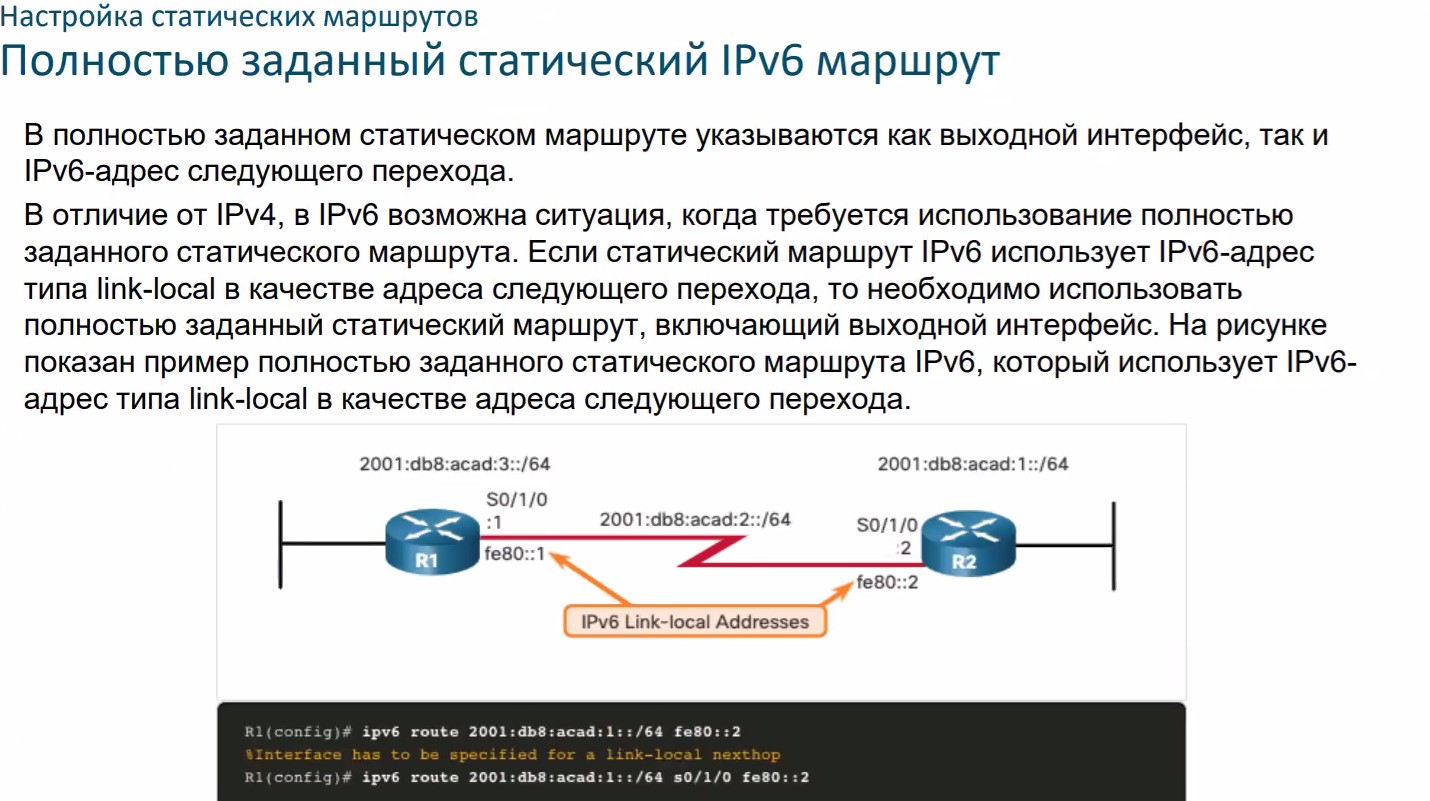 Настройка статических маршрутов
Полностью заданный статический IPv6 маршрут
В полностью заданном статическом маршруте указываются как выходной интерфейс, так и
IPv6-адрес следующего перехода.
В отличие от IPv4, в IPv6 возможна ситуация, когда требуется использование полностью
заданного статического маршрута. Если статический маршрут IPv6 использует IPv6-адрес
типа link-local в качестве адреса следующего перехода, то необходимо использовать
полностью заданный статический маршрут, включающий выходной интерфейс. На рисунке
показан пример полностью заданного статического маршрута IPv6, который использует IPv6-
адрес типа link-local в качестве адреса следующего перехода.
2001:db8:acad:3::/64
2001:db8:acad:1::/64
S0/1/0
:1
2001:db8:acad:2::/64
S0/1/0
:2
R1
fe80::1
R2
fe80::2
IPv6 Link-local Addresses
R1(config)# ipv6 route 2001:db8:acad:1::/64 fe80::2
%Interface has to be specified for a link-local nexthop
R1(config)# ipv6 route 2001:db8:acad:1::/64 s0/1/0 fe80::2